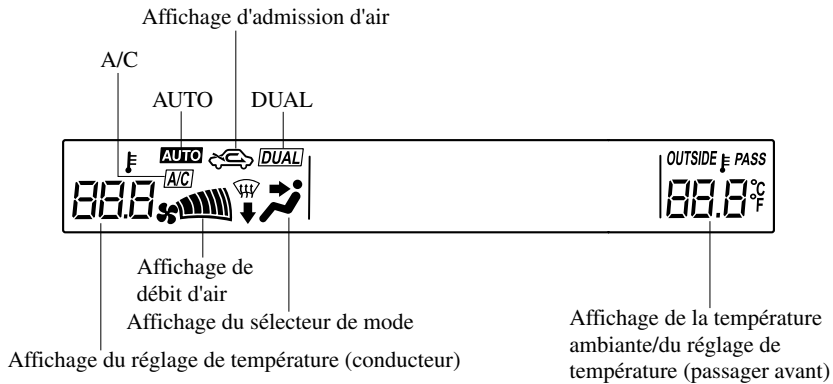 Affichage d'admission d'air
A/C
AUTO DUAL
AUTO DUAL
A/C
88.8
OUTSIDE PASS
88.8 °C
°F
Affichage de
débit d'air
Affichage du sélecteur de mode
Affichage du réglage de température (conducteur)
Affichage de la température
ambiante/du réglage de
température (passager avant)